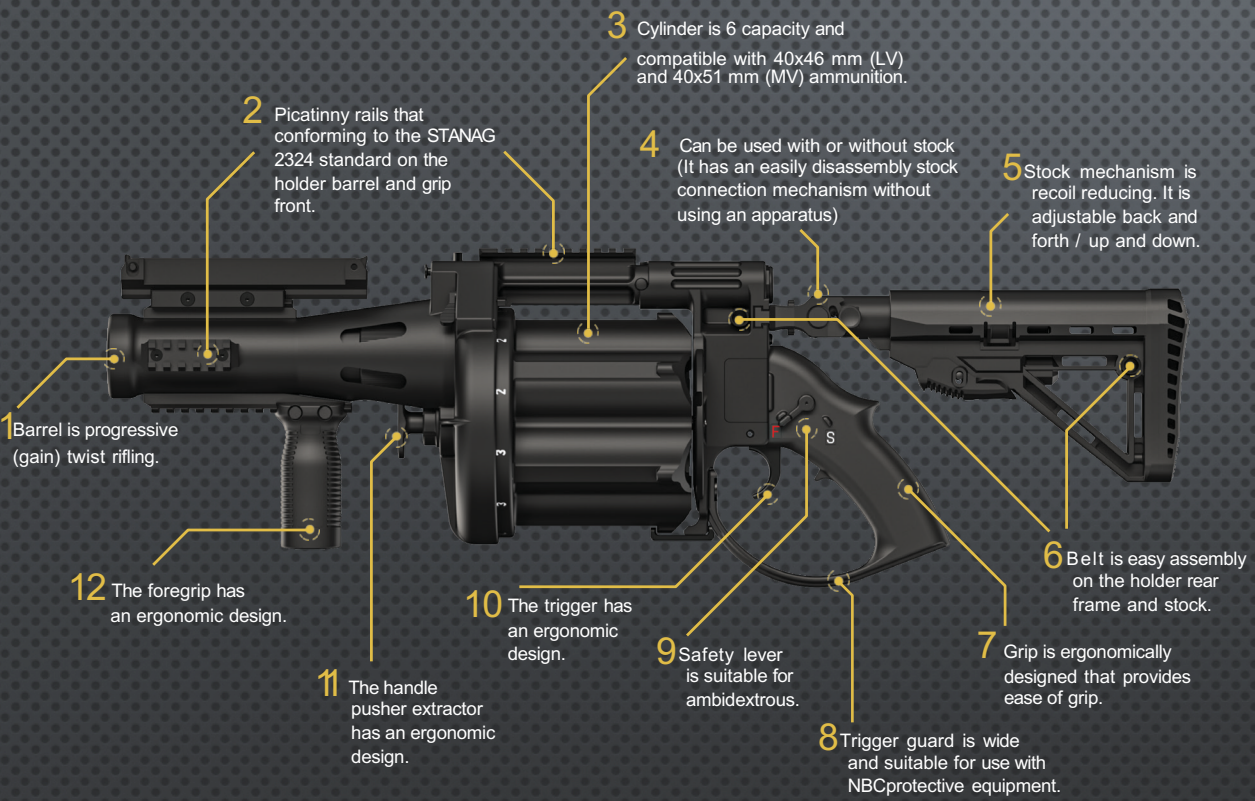 3 Cylinder is 6 capacity and
compatible with 40x46 mm (LV)
and 40x51 mm (MV) ammunition.
2 Picatinny rails that
conforming to the STANAG
2324 standard on the
holder barrel and grip
front.
4 Can be used with or without stock
(It has an easily disassembly stock
connection mechanism without
using an apparatus)
5 Stock mechanism is
recoil reducing. It is
adjustable back and
forth / up and down.
1 Barrel is progressive
(gain) twist rifling.
2
2
3
3
F
S
6 Belt is easy assembly
on the holder rear
frame and stock.
12 The foregrip has
an ergonomic design.
10 The trigger has
an ergonomic
design.
9 Safety lever
is suitable for
ambidextrous.
7 Grip is ergonomically
designed that provides
ease of grip.
11 The handle
pusher extractor
has an ergonomic
design.
8 Trigger guard is wide
and suitable for use with
NBCprotective equipment.